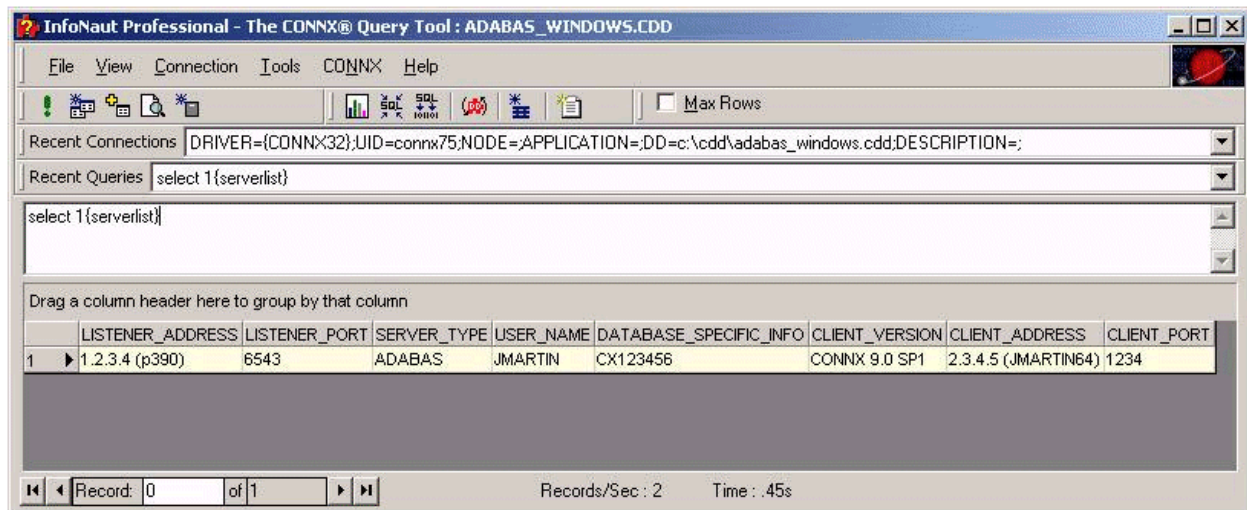 InfoNaut Professional - The CONNX® Query Tool : ADABAS_WINDOWS.CDD
File View Connection Tools CONNX Help
SQL SQL Max Rows
Recent Connections DRIVER={CONNX32};UID=connx75;NODE=;APPLICATION=;DD=c:\cdd\adabas_windows.cdd;DESCRIPTION=;
Recent Queries select 1{serverlist}
select 1{serverlist}
Drag a column header here to group by that column
LISTENER_ADDRESS LISTENER_PORT SERVER_TYPE USER_NAME DATABASE_SPECIFIC_INFO CLIENT_VERSION CLIENT_ADDRESS CLIENT_PORT
1 1.2.3.4 (p390) 6543 ADABAS JMARTIN CX123456 CONNX 9.0 SP1 2.3.4.5 (JMARTIN64) 1234
Record: 0 of 1 Records/Sec : 2 Time : .45s